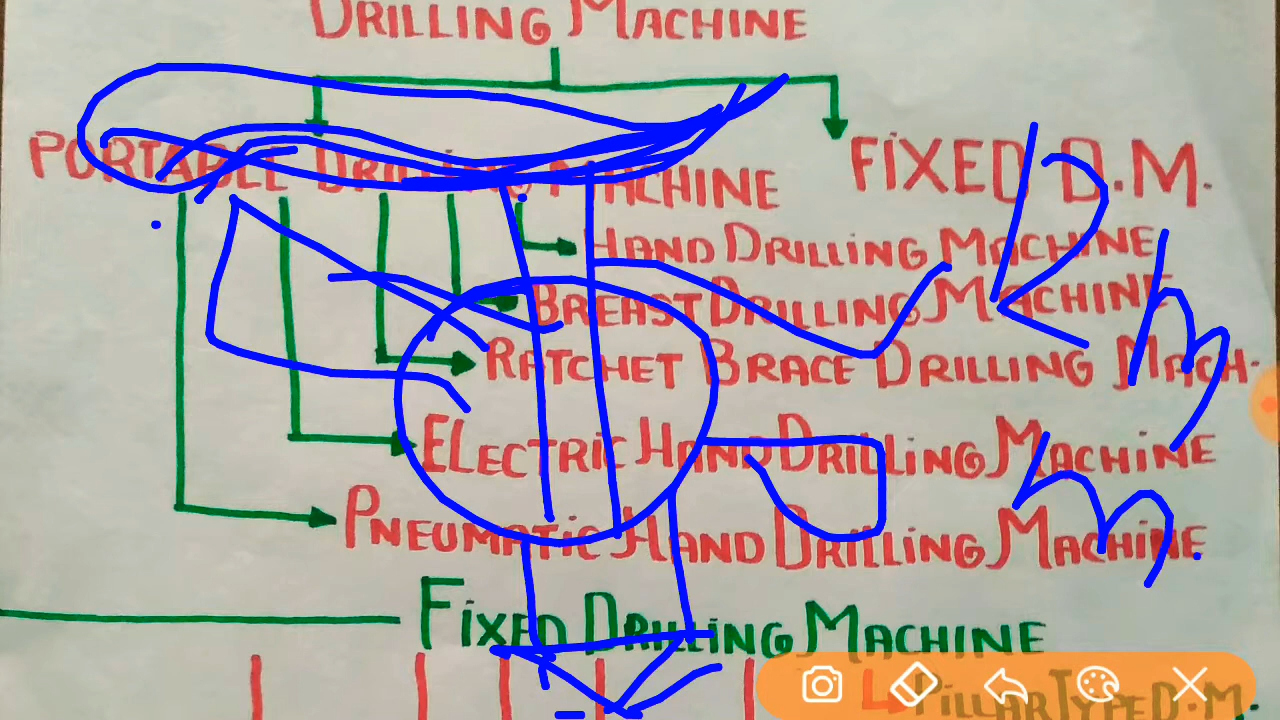 DRILLING MACHINE
PORTABLE DRILLING MACHINE
FIXED D.M.
HAND DRILLING MACHINE
BREAST DRILLING MACHINE
RATCHET BRACE DRILLING MACH.
ELECTRIC HAND DRILLING MACHINE
PNEUMATIC HAND DRILLING MACHINE
FIXED DRILLING MACHINE
PILLAR TYPE D.M.